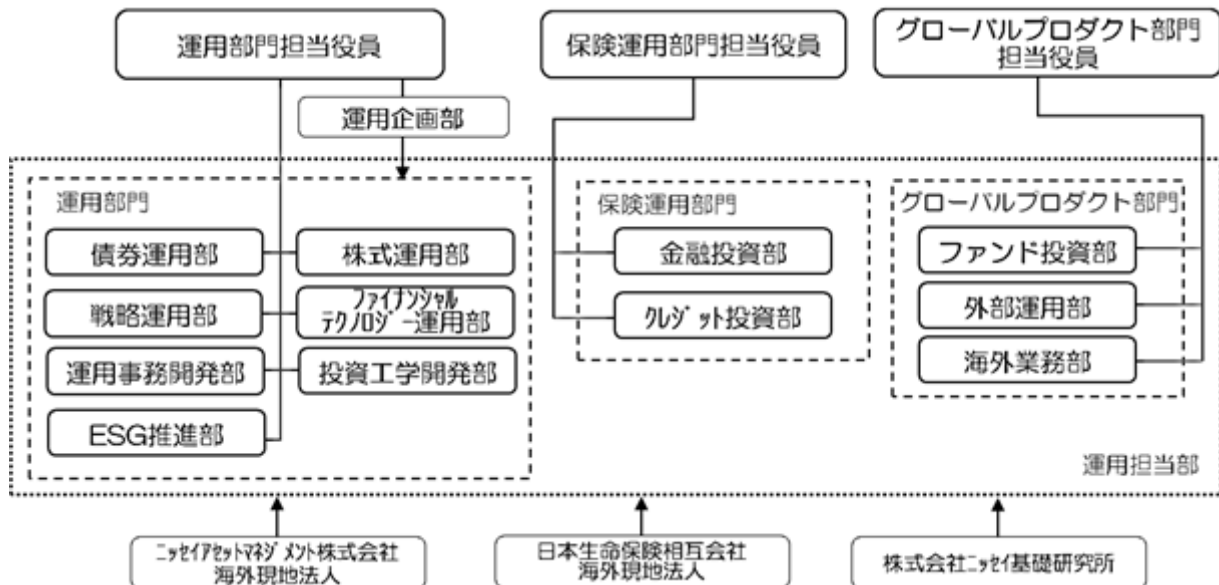 運用部門担当役員
保険運用部門担当役員
グローバルプロダクト部門
担当役員
運用企画部
運用部門
債券運用部
株式運用部
戦略運用部
ファイナンシャル
テクノロジー運用部
運用事務開発部
投資工学開発部
ESG推進部
保険運用部門
金融投資部
クレジット投資部
グローバルプロダクト部門
ファンド投資部
外部運用部
海外業務部
運用担当部
ニッセイアセットマネジメント株式会社
海外現地法人
日本生命保険相互会社
海外現地法人
株式会社ニッセイ基礎研究所